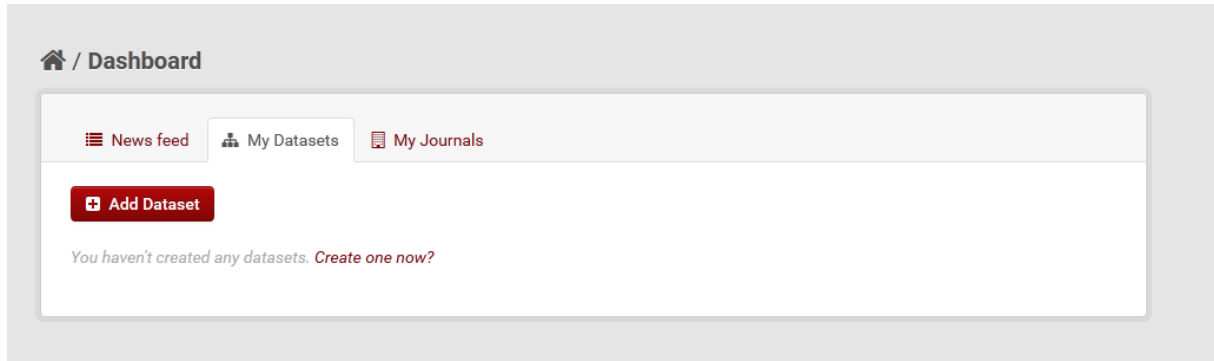 / Dashboard
News feed My Datasets My Journals
Add Dataset
You haven't created any datasets. Create one now?